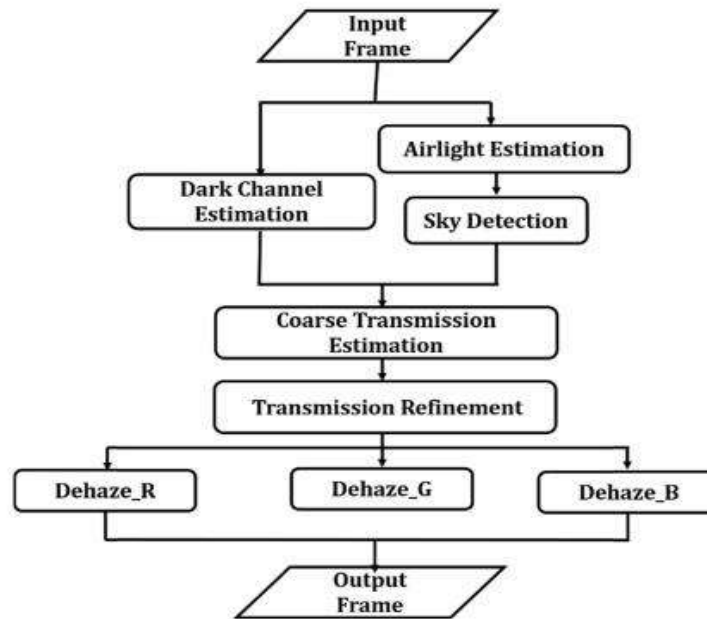 Input
Frame
Airlight Estimation
Dark Channel
Estimation
Sky Detection
Coarse Transmission
Estimation
Transmission Refinement
Dehaze_R
Dehaze_G
Dehaze_B
Output
Frame